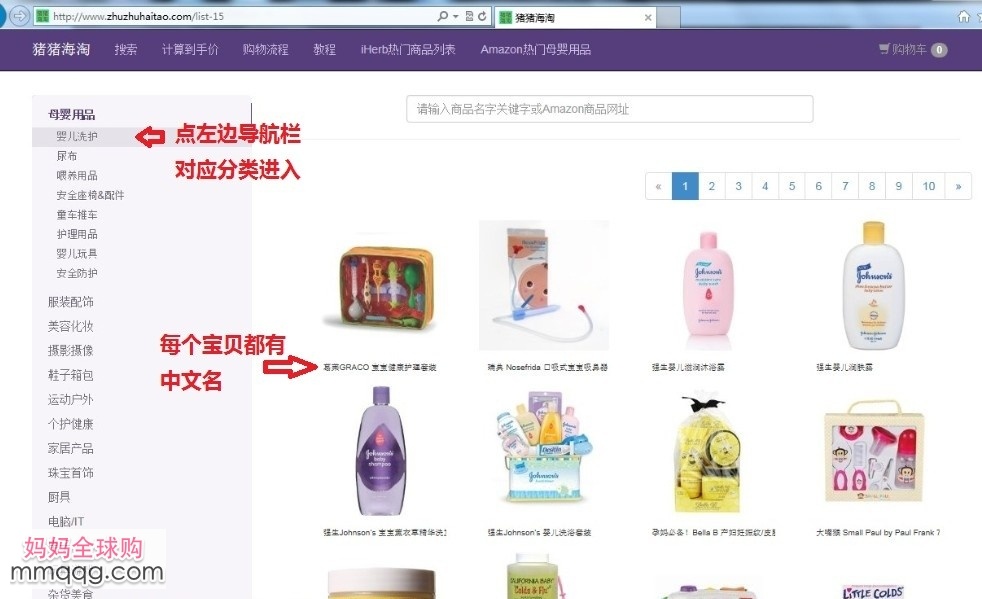 http://www.zhuzhuhaitao.com/list-15
猪猪海淘
猪猪海淘 搜索 计算到手价 购物流程 教程 iHerb热门商品列表 Amazon热门母婴用品 购物车 0
母婴用品
请输入商品名字关键字或Amazon商品网址
婴儿洗护
点左边导航栏
对应分类进入
尿布
喂养用品
安全座椅&配件
童车推车
护理用品
婴儿玩具
安全防护
« 1 2 3 4 5 6 7 8 9 10 »
服装配饰
美容化妆
摄影摄像
鞋子箱包
运动户外
个护健康
家居产品
珠宝首饰
厨具
电脑/IT
杂货美食
每个宝贝都有
中文名
葛莱GRACO 宝宝健康护理套装
瑞典 Nosefrida 口吸式宝宝吸鼻器
强生婴儿滋润沐浴露
强生婴儿润肤露
Johnson's
Johnson's
Johnson's
baby
shampoo
Desitin
Johnson's
强生Johnson's 宝宝薰衣草精华洗
强生Johnson's 婴儿洗浴套装
孕妈必备！Bella B 产妇妊娠纹/皮
大嘴猴 Small Paul by Paul Frank 7
CALIFORNIA BABY
Colds & Flu
LiTTLE COLDS
妈妈全球购
mmqqg.com